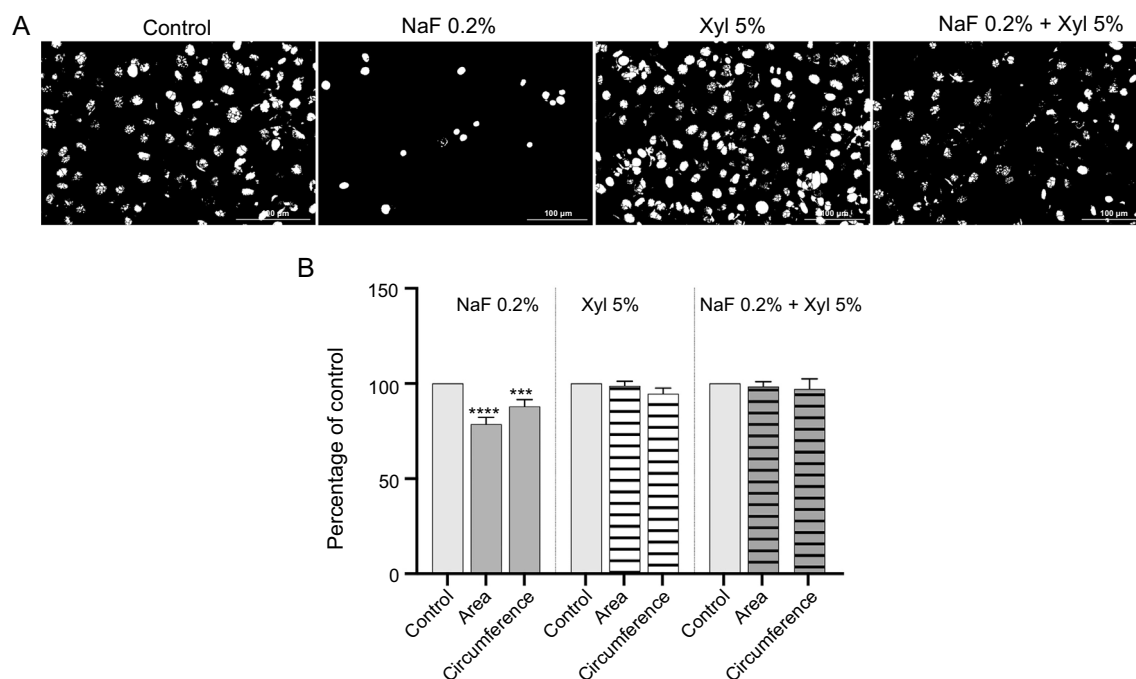 A
Control
NaF 0.2%
Xyl 5%
NaF 0.2% + Xyl 5%
100 µm
100 µm
100 µm
100 µm
B
Percentage of control
150
100
50
0
NaF 0.2%
Xyl 5%
NaF 0.2% + Xyl 5%
****
***
Control
Area
Circumference
Control
Area
Circumference
Control
Area
Circumference